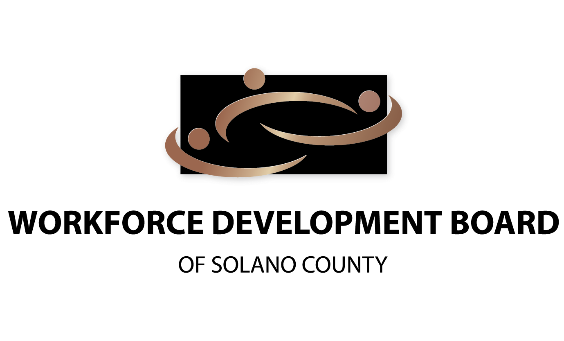 WORKFORCE DEVELOPMENT BOARD
OF SOLANO COUNTY